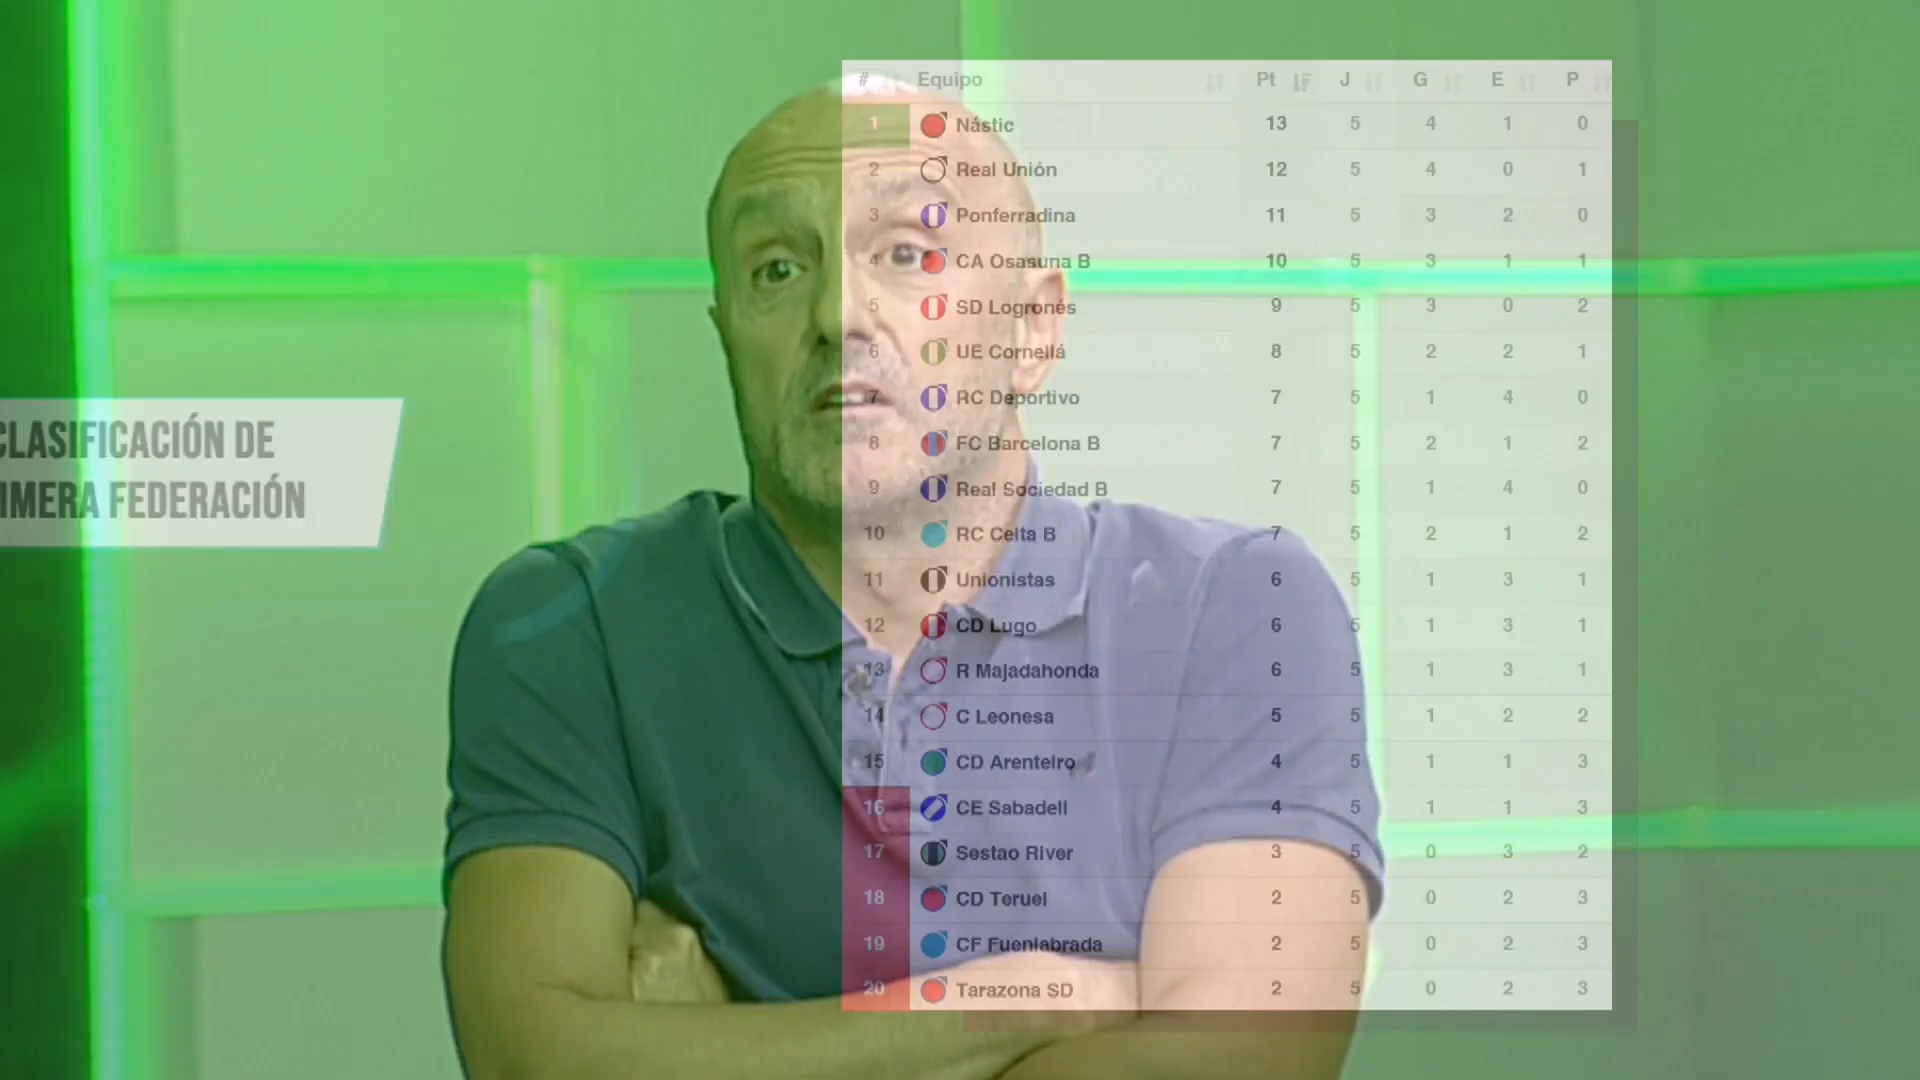 CLASIFICACIÓN DE
IMERA FEDERACIÓN
# Equipo Pt J G E P
1 Nástic 13 5 4 1 0
2 Real Unión 12 5 4 0 1
3 Ponferradina 11 5 3 2 0
4 CA Osasuna B 10 5 3 1 1
5 SD Logronés 9 5 3 0 2
6 UE Cornellá 8 5 2 2 1
7 RC Deportivo 7 5 1 4 0
8 FC Barcelona B 7 5 2 1 2
9 Real Sociedad B 7 5 1 4 0
10 RC Celta B 7 5 2 1 2
11 Unionistas 6 5 1 3 1
12 CD Lugo 6 5 1 3 1
13 R Majadahonda 6 5 1 3 1
14 C Leonesa 5 5 1 2 2
15 CD Arenteiro 4 5 1 1 3
16 CE Sabadell 4 5 1 1 3
17 Sestao River 3 5 0 3 2
18 CD Teruel 2 5 0 2 3
19 CF Fuenlabrada 2 5 0 2 3
20 Tarazona SD 2 5 0 2 3